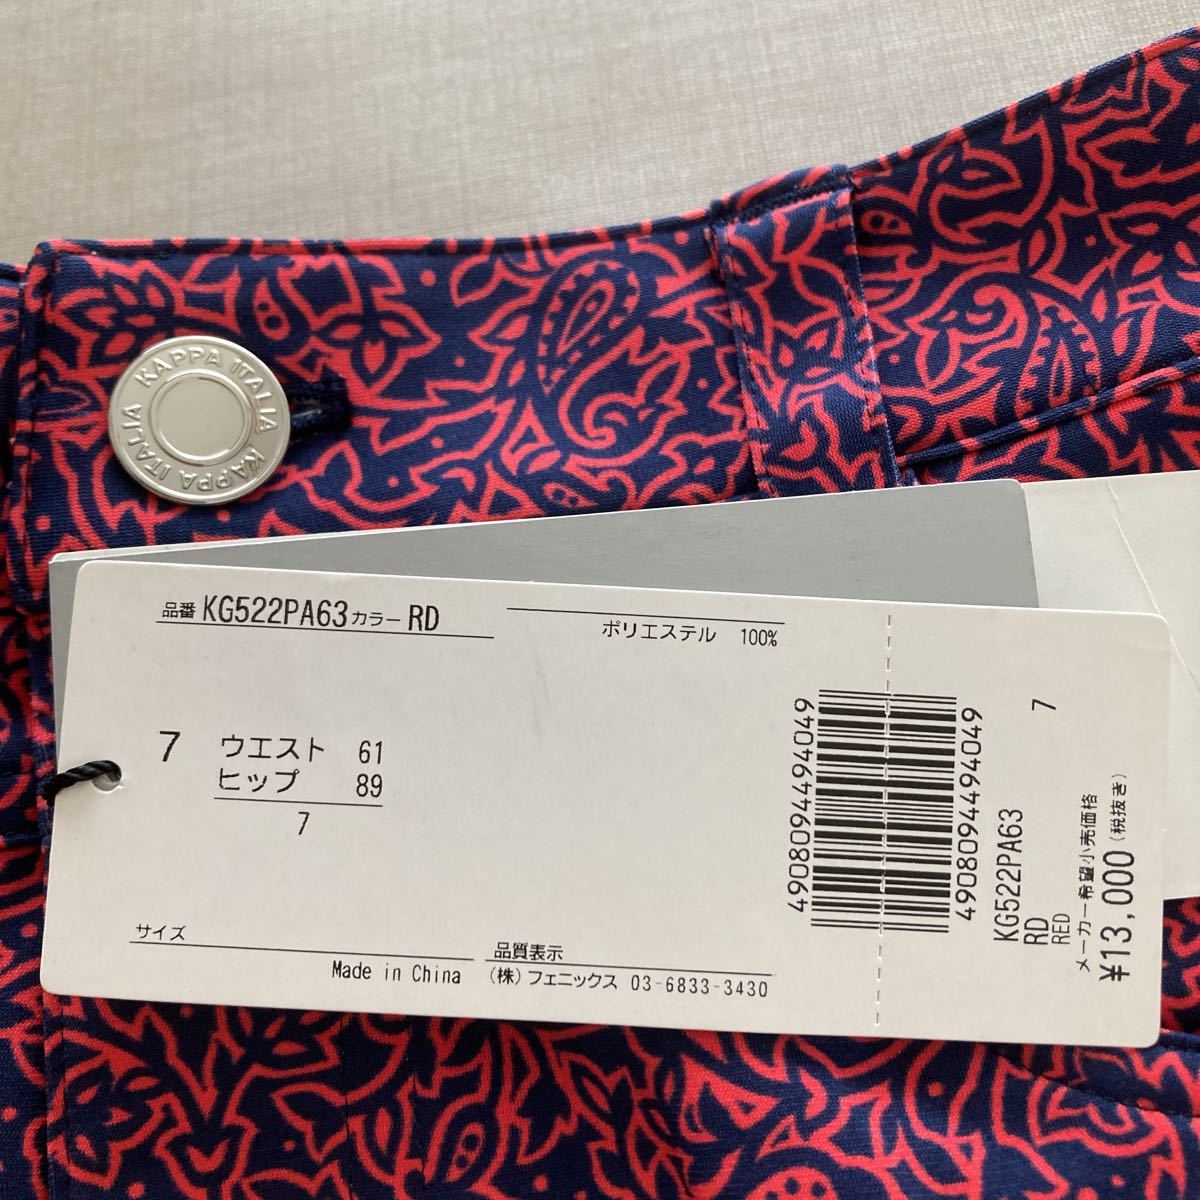 KAPPA ITALIA
KAPPA ITALIA
品番 KG522PA63 カラー RD
ポリエステル 100%
7
ウエスト 61
ヒップ 89
7
サイズ
Made in China
品質表示
(株)フェニックス 03-6833-3430
4908094494049
4908094494049
7
KG522PA63
RD
RED
メーカー希望小売価格
¥13,000(税抜き)